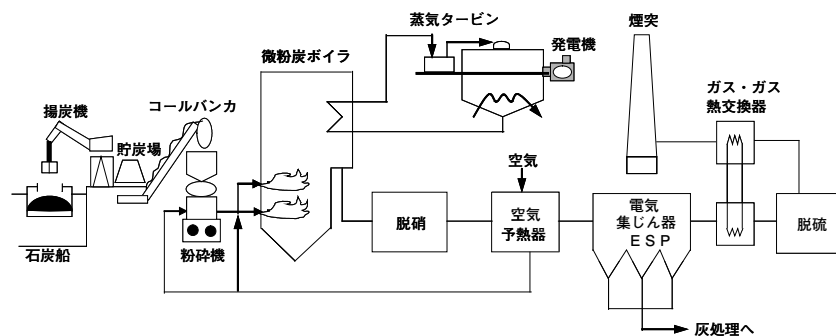 蒸気タービン
煙突
発電機
微粉炭ボイラ
ガス・ガス
熱交換器
コールバンカ
揚炭機
貯炭場
空気
脱硝
空気
予熱器
電気
集じん器
ＥＳＰ
脱硫
石炭船
粉砕機
灰処理へ